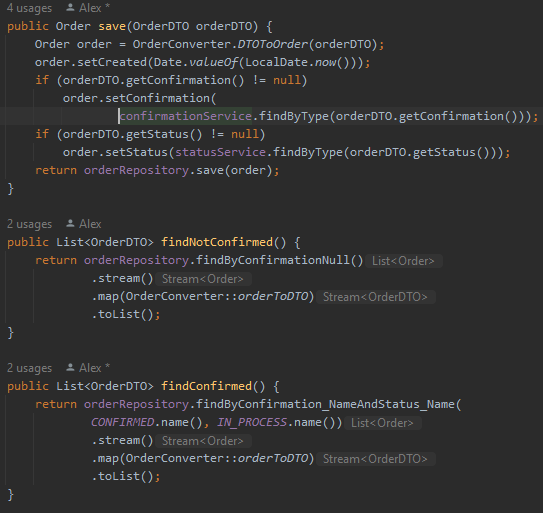 4 usages   Alex *
public Order save(OrderDTO orderDTO) {
    Order order = OrderConverter.DTOToOrder(orderDTO);
    order.setCreated(Date.valueOf(LocalDate.now()));
    if (orderDTO.getConfirmation() != null)
        order.setConfirmation(
                confirmationService.findByType(orderDTO.getConfirmation()));
    if (orderDTO.getStatus() != null)
        order.setStatus(statusService.findByType(orderDTO.getStatus()));
    return orderRepository.save(order);
}
2 usages   Alex
public List<OrderDTO> findNotConfirmed() {
    return orderRepository.findByConfirmationNull() List<Order>
            .stream() Stream<Order>
            .map(OrderConverter::orderToDTO) Stream<OrderDTO>
            .toList();
}
2 usages   Alex *
public List<OrderDTO> findConfirmed() {
    return orderRepository.findByConfirmation_NameAndStatus_Name(
            CONFIRMED.name(), IN_PROCESS.name()) List<Order>
            .stream() Stream<Order>
            .map(OrderConverter::orderToDTO) Stream<OrderDTO>
            .toList();
}